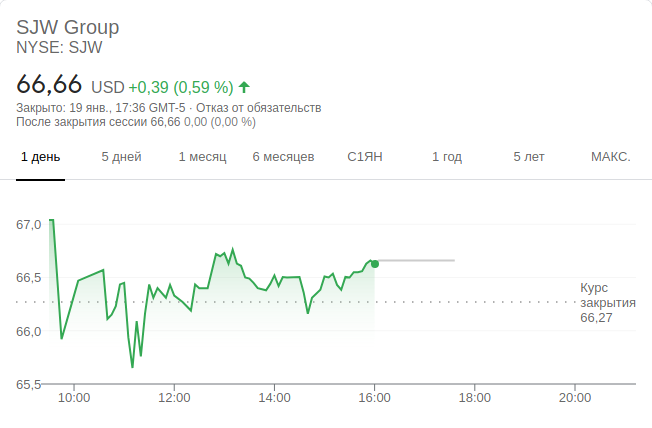 SJW Group
NYSE: SJW
66,66 USD +0,39 (0,59 %)
Закрыто: 19 янв., 17:36 GMT-5 · Отказ от обязательств
После закрытия сессии 66,66 0,00 (0,00 %)
1 день 5 дней 1 месяц 6 месяцев С1ЯН 1 год 5 лет МАКС.
67,0
66,5
Курс
закрытия
66,27
66,0
65,5
10:00 12:00 14:00 16:00 18:00 20:00